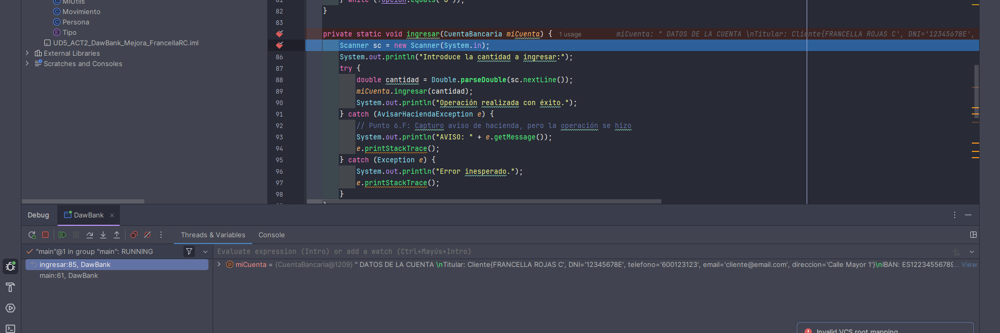 MiUtils
Movimiento
Persona
Tipo
UD5_ACT2_DawBank_Mejora_FrancellaRC.iml
External Libraries
Scratches and Consoles
81 } while (!opcion.equals("8"));
82 }
83
private static void ingresar(CuentaBancaria miCuenta) { 1 usage miCuenta: " DATOS DE LA CUENTA \nTitular: Cliente{FRANCELLA ROJAS C', DNI='12345678E',
Scanner sc = new Scanner(System.in);
86 System.out.println("Introduce la cantidad a ingresar:");
87 try {
88 double cantidad = Double.parseDouble(sc.nextLine());
89 miCuenta.ingresar(cantidad);
90 System.out.println("Operación realizada con éxito.");
91 } catch (AvisarHaciendaException e) {
92 // Punto 6.F: Capturo aviso de hacienda, pero la operación se hizo
93 System.out.println("AVISO: " + e.getMessage());
94 e.printStackTrace();
95 } catch (Exception e) {
96 System.out.println("Error inesperado.");
97 e.printStackTrace();
98 }
Debug DawBank
Threads & Variables Console
"main"@1 in group "main": RUNNING
Evaluate expression (Intro) or add a watch (Ctrl+Mayús+Intro)
ingresar:85, DawBank
main:61, DawBank
miCuenta = {CuentaBancaria@1209} " DATOS DE LA CUENTA \nTitular: Cliente{FRANCELLA ROJAS C', DNI='12345678E', telefono='600123123', email='cliente@email.com', direccion='Calle Mayor 1'}\nIBAN: ES1223455678... View
Invalid VCS root mapping